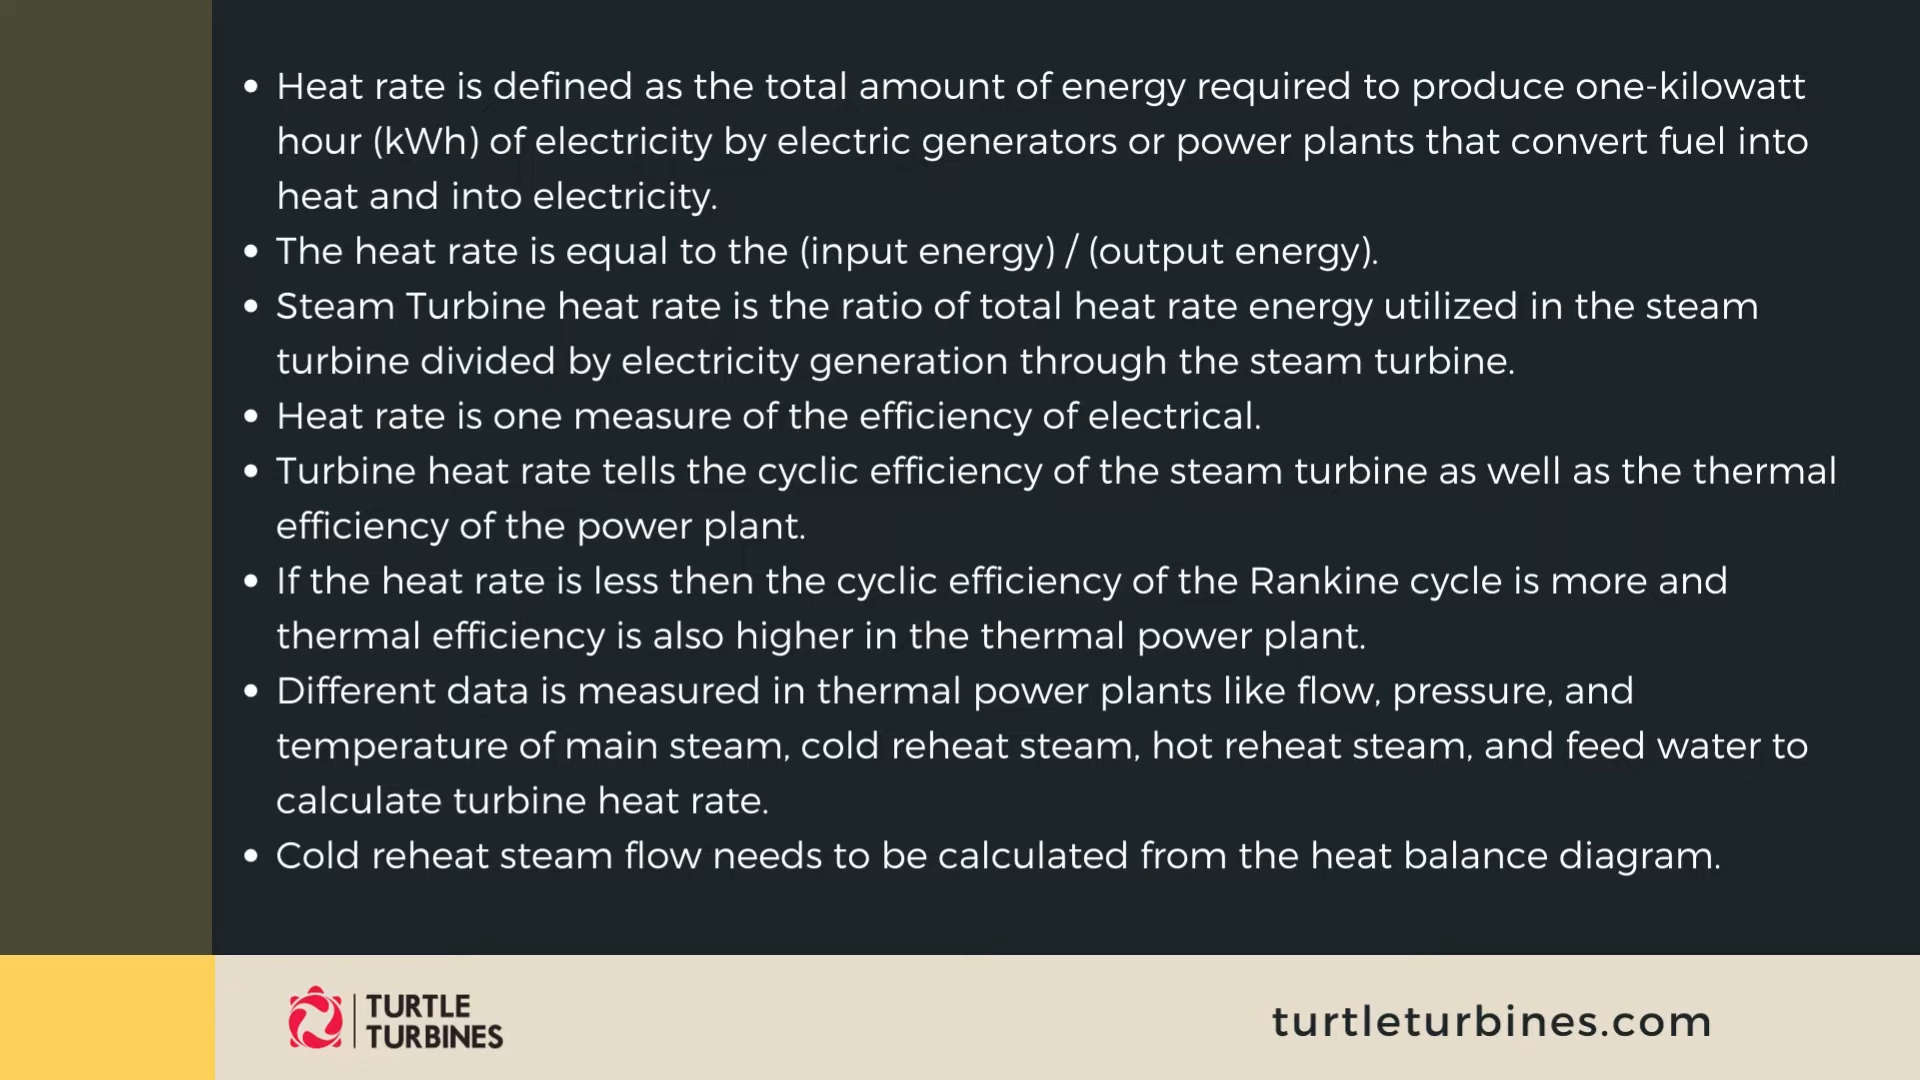 • Heat rate is defined as the total amount of energy required to produce one-kilowatt
hour (kWh) of electricity by electric generators or power plants that convert fuel into
heat and into electricity.
• The heat rate is equal to the (input energy) / (output energy).
• Steam Turbine heat rate is the ratio of total heat rate energy utilized in the steam
turbine divided by electricity generation through the steam turbine.
• Heat rate is one measure of the efficiency of electrical.
• Turbine heat rate tells the cyclic efficiency of the steam turbine as well as the thermal
efficiency of the power plant.
• If the heat rate is less then the cyclic efficiency of the Rankine cycle is more and
thermal efficiency is also higher in the thermal power plant.
• Different data is measured in thermal power plants like flow, pressure, and
temperature of main steam, cold reheat steam, hot reheat steam, and feed water to
calculate turbine heat rate.
• Cold reheat steam flow needs to be calculated from the heat balance diagram.
TURTLE
TURBINES
turtleturbines.com